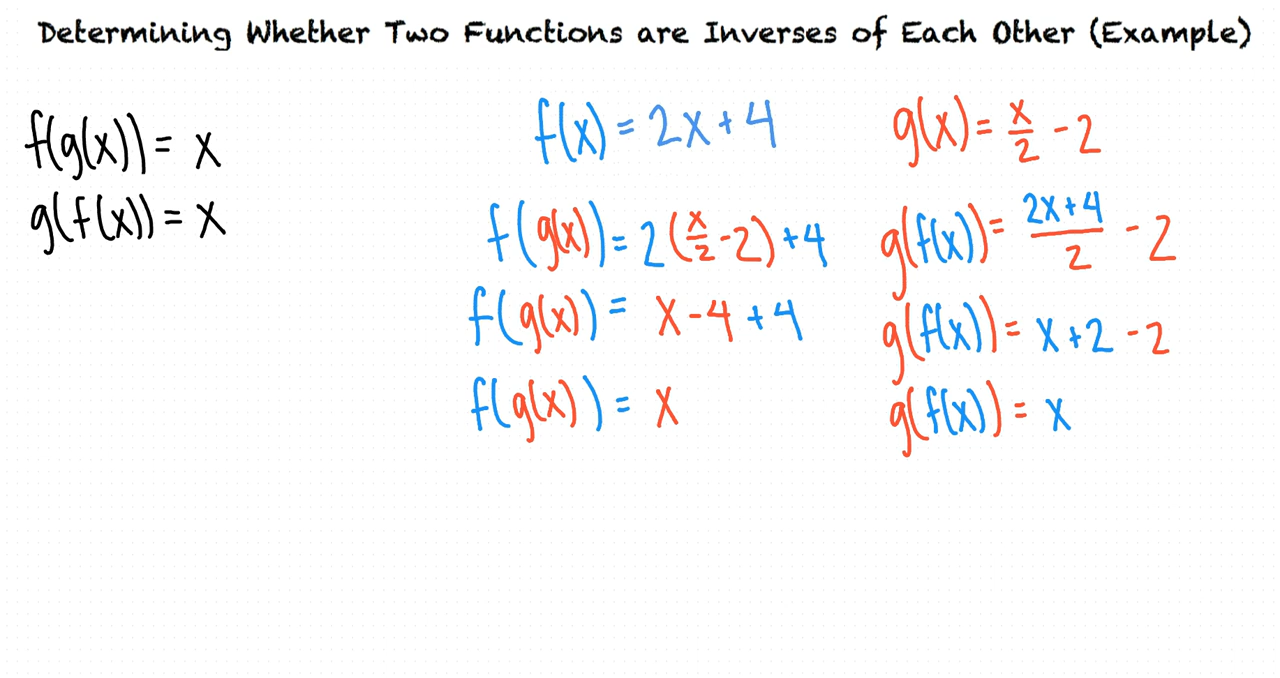 Determining Whether Two Functions are Inverses of Each Other (Example)
f(g(x)) = x
g(f(x)) = x
f(x) = 2x + 4
f(g(x)) = 2(x/2 - 2) + 4
f(g(x)) = x - 4 + 4
f(g(x)) = x
g(x) = x/2 - 2
g(f(x)) = (2x + 4)/2 - 2
g(f(x)) = x + 2 - 2
g(f(x)) = x